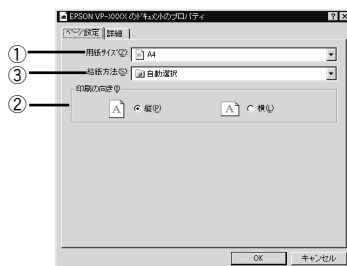 EPSON VP-XXXX のドキュメントのプロパティ
ページ設定 詳細
① 用紙サイズ(Z): A4
③ 給紙方法(S): 自動選択
② 印刷の向き
A 縦(P) A 横(L)
OK キャンセル